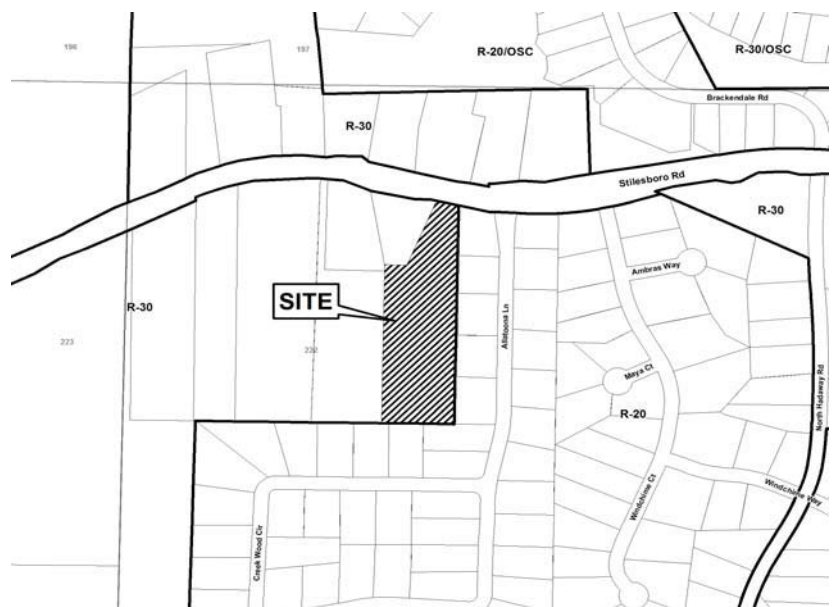 196
197
R-20/OSC
R-30/OSC
Brackendale Rd
R-30
Stilesboro Rd
R-30
Ambras Way
SITE
R-30
Allatoona Ln
223
232
Maya Ct
R-20
North Hadaway Rd
Windchime Ct
Windchime Way
Creek Wood Cir